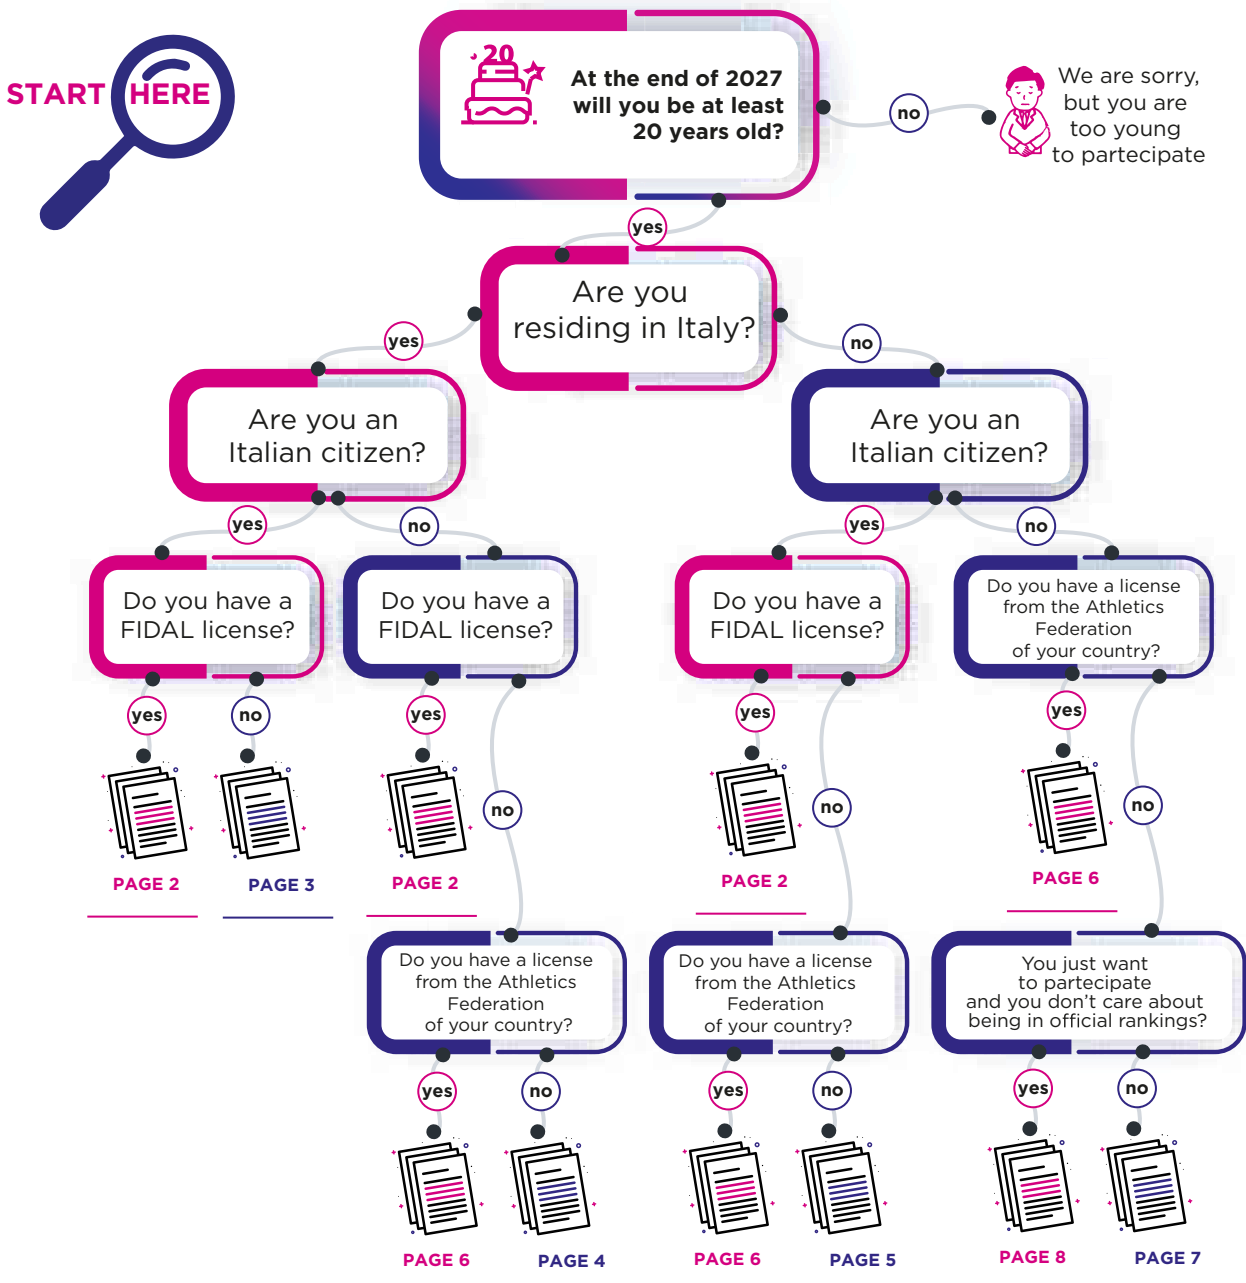 START HERE
20
At the end of 2027
will you be at least
20 years old?
no
We are sorry,
but you are
too young
to partecipate
yes
Are you
residing in Italy?
yes
no
Are you an
Italian citizen?
Are you an
Italian citizen?
yes
no
yes
no
Do you have a
FIDAL license?
Do you have a
FIDAL license?
Do you have a
FIDAL license?
Do you have a license
from the Athletics
Federation
of your country?
yes
no
yes
no
yes
no
yes
no
PAGE 2
PAGE 3
PAGE 2
PAGE 2
PAGE 6
Do you have a license
from the Athletics
Federation
of your country?
Do you have a license
from the Athletics
Federation
of your country?
You just want
to partecipate
and you don't care about
being in official rankings?
yes
no
yes
no
yes
no
PAGE 6
PAGE 4
PAGE 6
PAGE 5
PAGE 8
PAGE 7